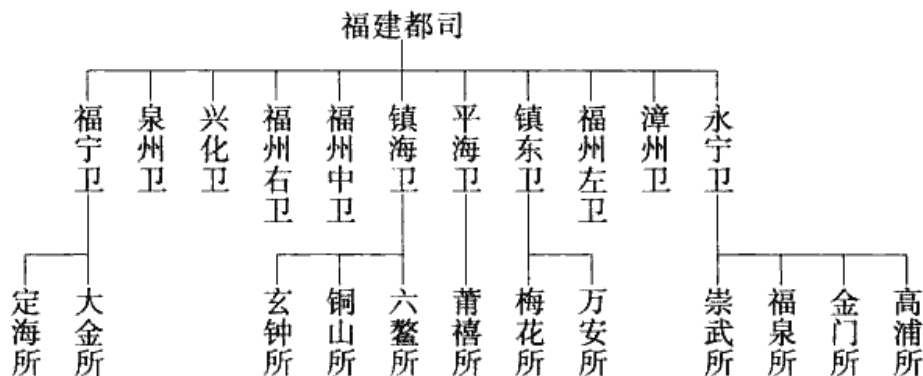 福建都司
福宁卫
泉州卫
兴化卫
福州右卫
福州中卫
镇海卫
平海卫
镇东卫
福州左卫
漳州卫
永宁卫
定海所
大金所
玄钟所
铜山所
六鳌所
莆禧所
梅花所
万安所
崇武所
福泉所
金门所
高浦所